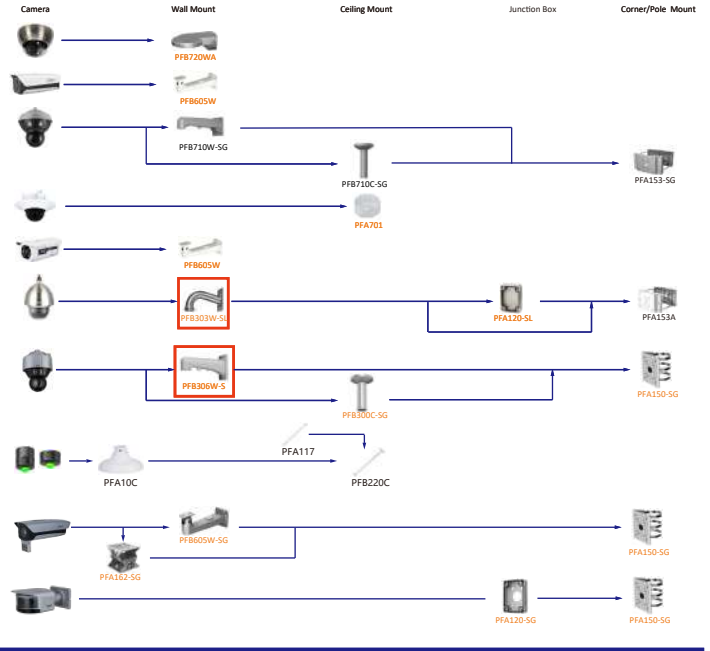 Camera Wall Mount Ceiling Mount Junction Box Corner/Pole Mount
PFB720WA
PFB605W
PFB710W-SG
PFB710C-SG PFA153-SG
PFA701
PFB605W
PFB303W-SL PFA120-SL PFA153A
PFB306W-S
PFB300C-SG PFA150-SG
PFA117
PFA10C PFB220C
PFB605W-SG
PFA162-SG PFA150-SG
PFA120-SG PFA150-SG